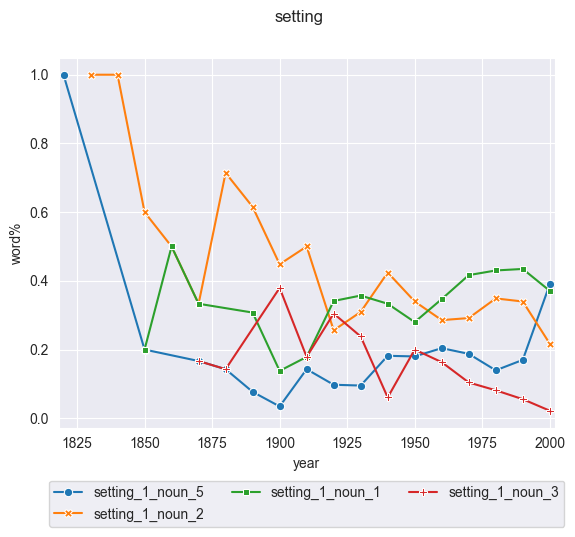 setting
1.0
0.8
0.6
0.4
0.2
0.0
word%
1825 1850 1875 1900 1925 1950 1975 2000
year
setting_1_noun_5 setting_1_noun_1 setting_1_noun_3
setting_1_noun_2